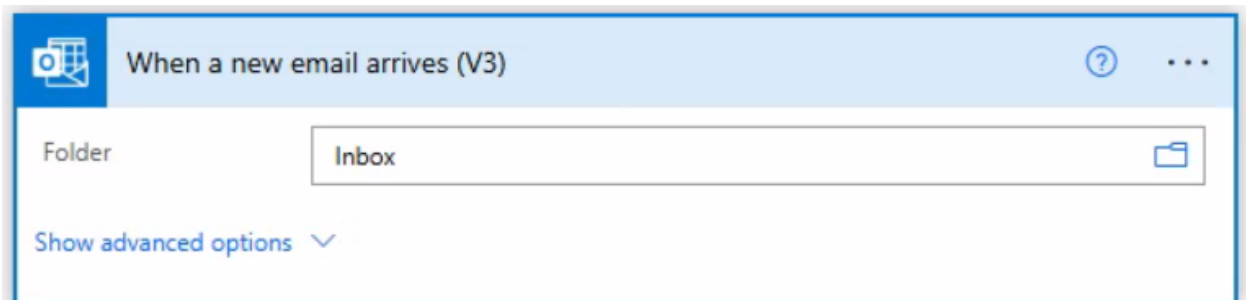 When a new email arrives (V3)
Folder
Inbox
Show advanced options